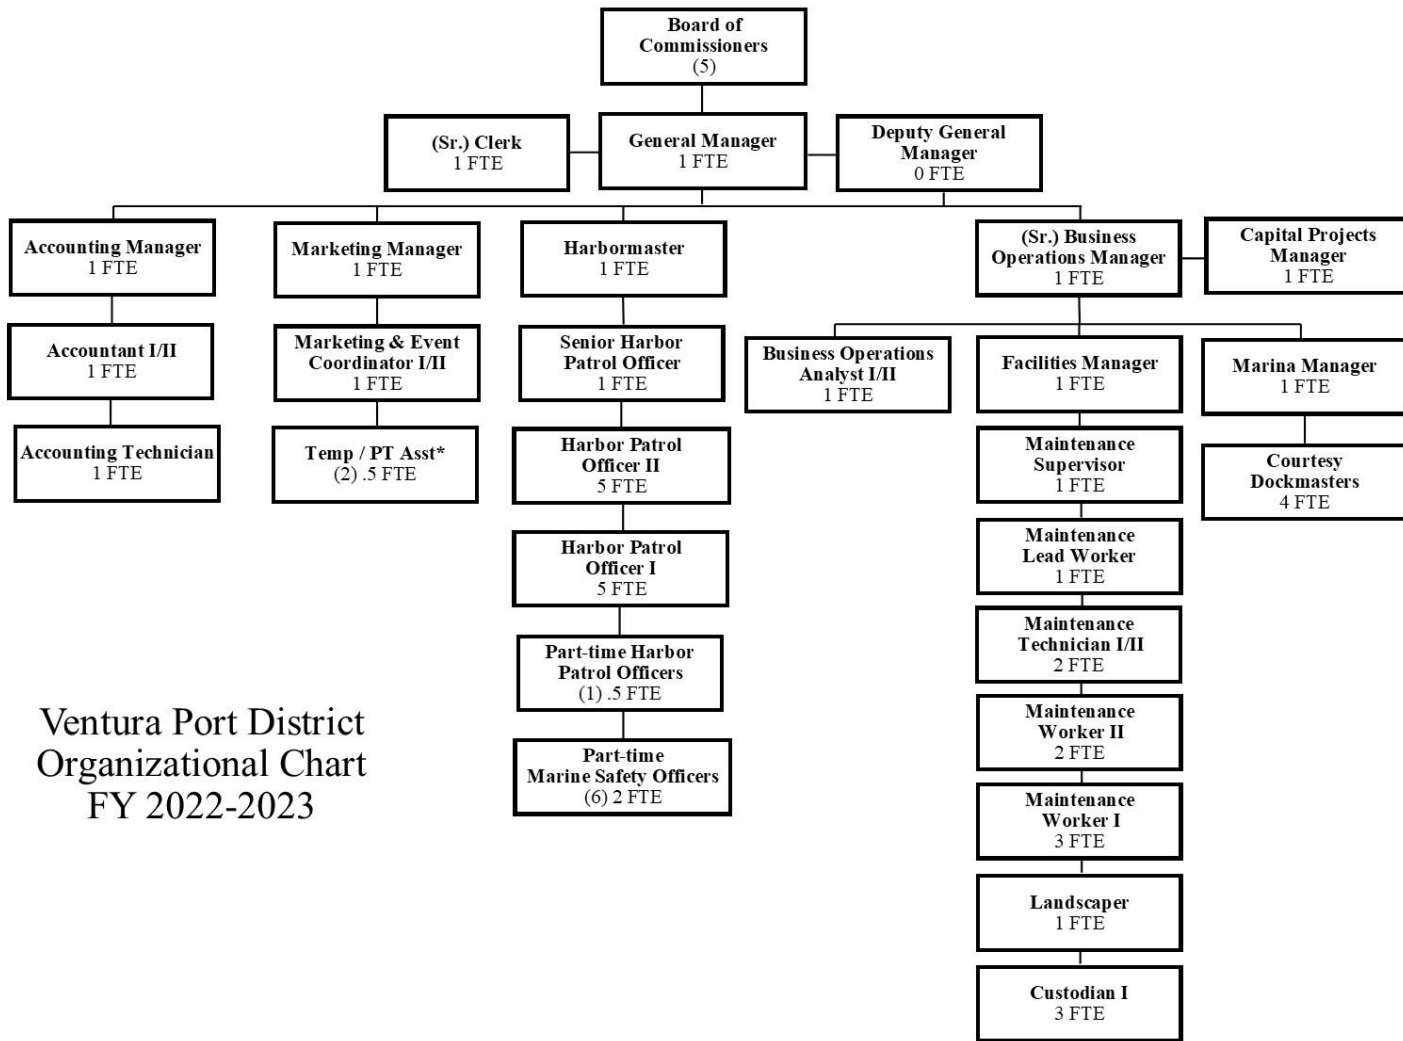 Board of
Commissioners
(5)
(Sr.) Clerk
1 FTE
General Manager
1 FTE
Deputy General
Manager
0 FTE
Accounting Manager
1 FTE
Marketing Manager
1 FTE
Harbormaster
1 FTE
(Sr.) Business
Operations Manager
1 FTE
Capital Projects
Manager
1 FTE
Accountant I/II
1 FTE
Marketing & Event
Coordinator I/II
1 FTE
Senior Harbor
Patrol Officer
1 FTE
Business Operations
Analyst I/II
1 FTE
Facilities Manager
1 FTE
Marina Manager
1 FTE
Accounting Technician
1 FTE
Temp / PT Asst*
(2) .5 FTE
Harbor Patrol
Officer II
5 FTE
Maintenance
Supervisor
1 FTE
Courtesy
Dockmasters
4 FTE
Harbor Patrol
Officer I
5 FTE
Maintenance
Lead Worker
1 FTE
Part-time Harbor
Patrol Officers
(1) .5 FTE
Maintenance
Technician I/II
2 FTE
Part-time
Marine Safety Officers
(6) 2 FTE
Maintenance
Worker II
2 FTE
Maintenance
Worker I
3 FTE
Landscaper
1 FTE
Custodian I
3 FTE
Ventura Port District
Organizational Chart
FY 2022-2023